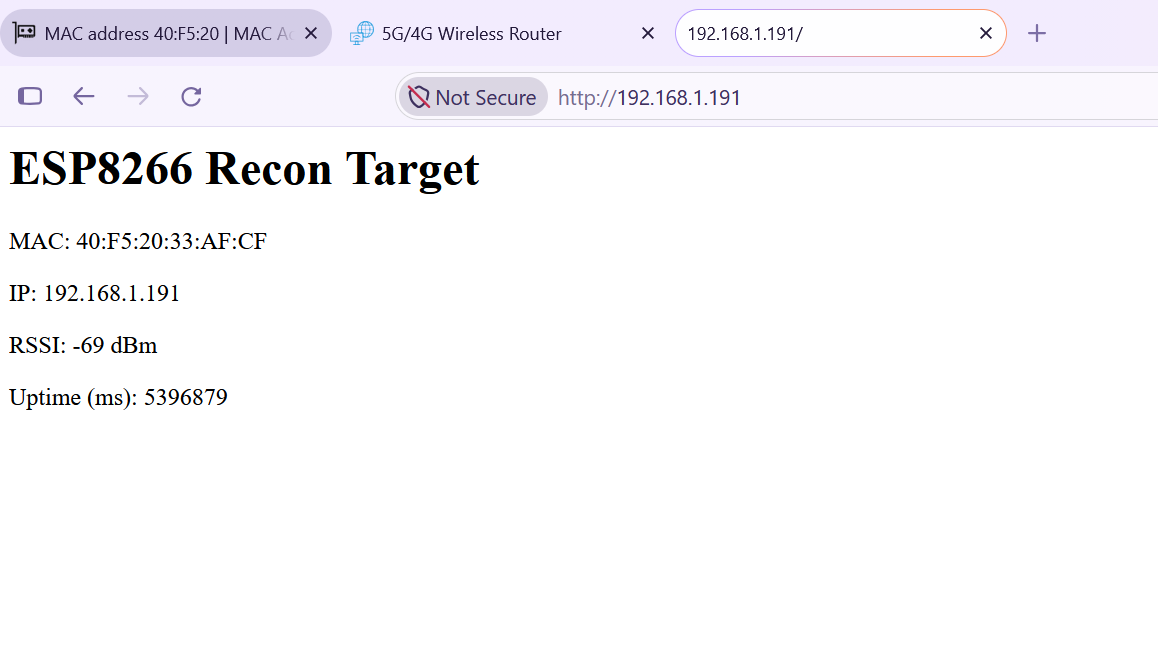 MAC address 40:F5:20 | MAC
5G/4G Wireless Router
192.168.1.191/
Not Secure
http://192.168.1.191
ESP8266 Recon Target
MAC: 40:F5:20:33:AF:CF
IP: 192.168.1.191
RSSI: -69 dBm
Uptime (ms): 5396879